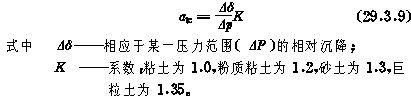 a_tc = Δδ/Δp K (29.3.9)
式中 Δδ——相应于某一压力范围(ΔP)的相对沉降;
K ——系数,粘土为1.0,粉质粘土为1.2,砂土为1.3,巨
粒土为1.35。